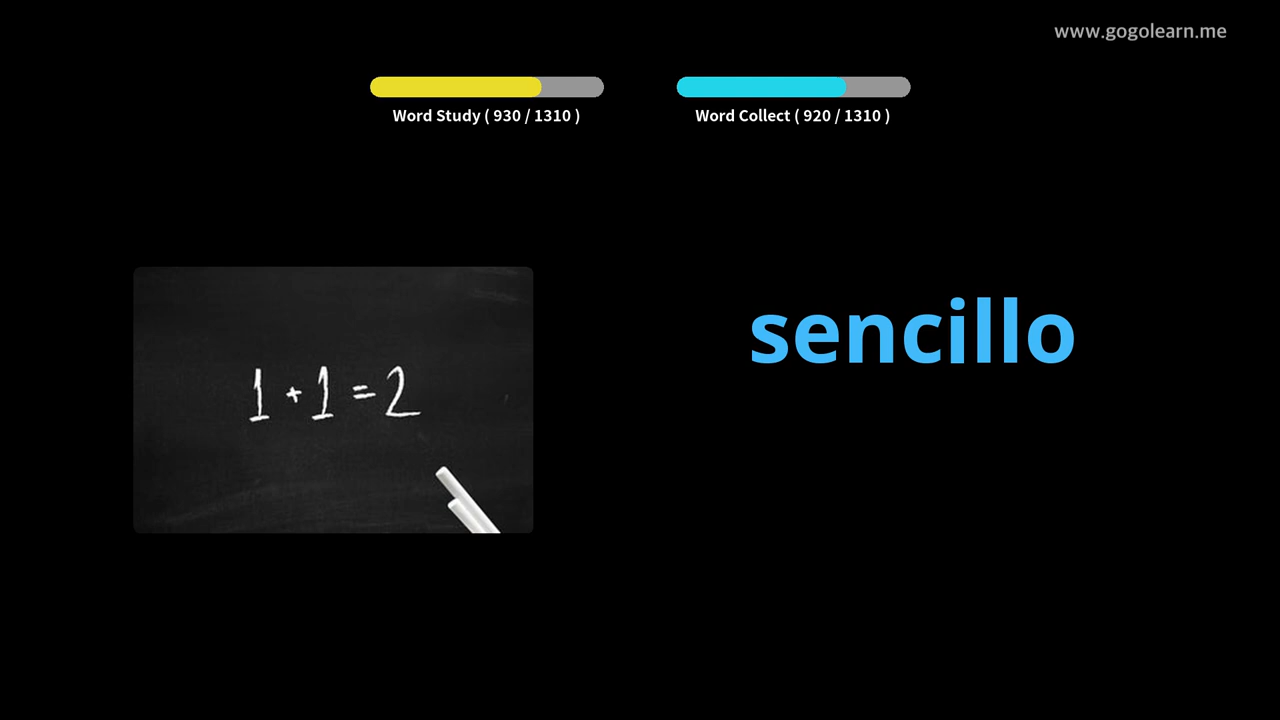 www.gogolearn.me
Word Study ( 930 / 1310 )
Word Collect ( 920 / 1310 )
1 + 1 = 2
sencillo